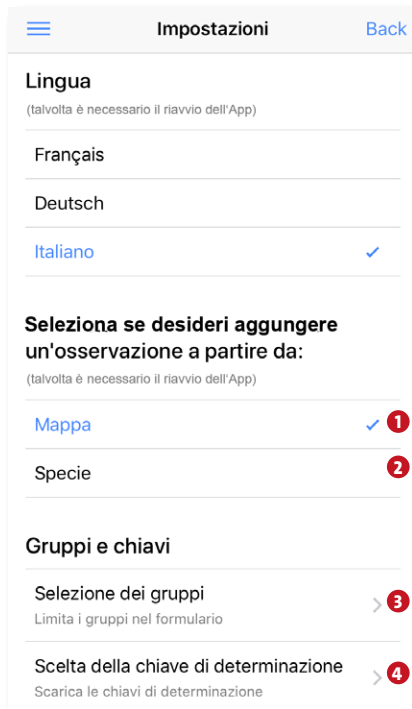 Impostazioni Back
Lingua
(talvolta è necessario il riavvio dell'App)
Français
Deutsch
Italiano
Seleziona se desideri aggungere
un'osservazione a partire da:
(talvolta è necessario il riavvio dell'App)
Mappa 1
Specie 2
Gruppi e chiavi
Selezione dei gruppi
Limita i gruppi nel formulario
3
Scelta della chiave di determinazione
Scarica le chiavi di determinazione
4